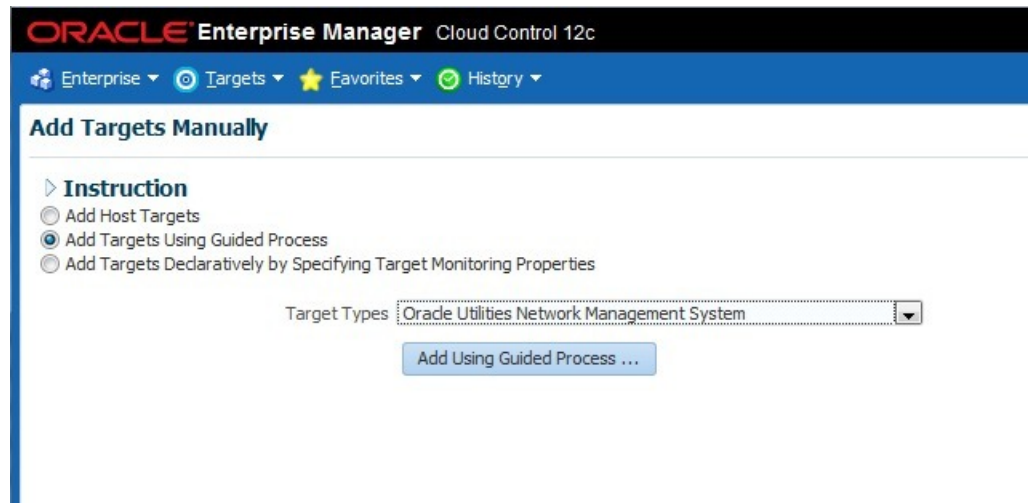 ORACLE Enterprise Manager Cloud Control 12c
Enterprise Targets Favorites History
Add Targets Manually
Instruction
Add Host Targets
Add Targets Using Guided Process
Add Targets Declaratively by Specifying Target Monitoring Properties
Target Types Oracle Utilities Network Management System
Add Using Guided Process ...